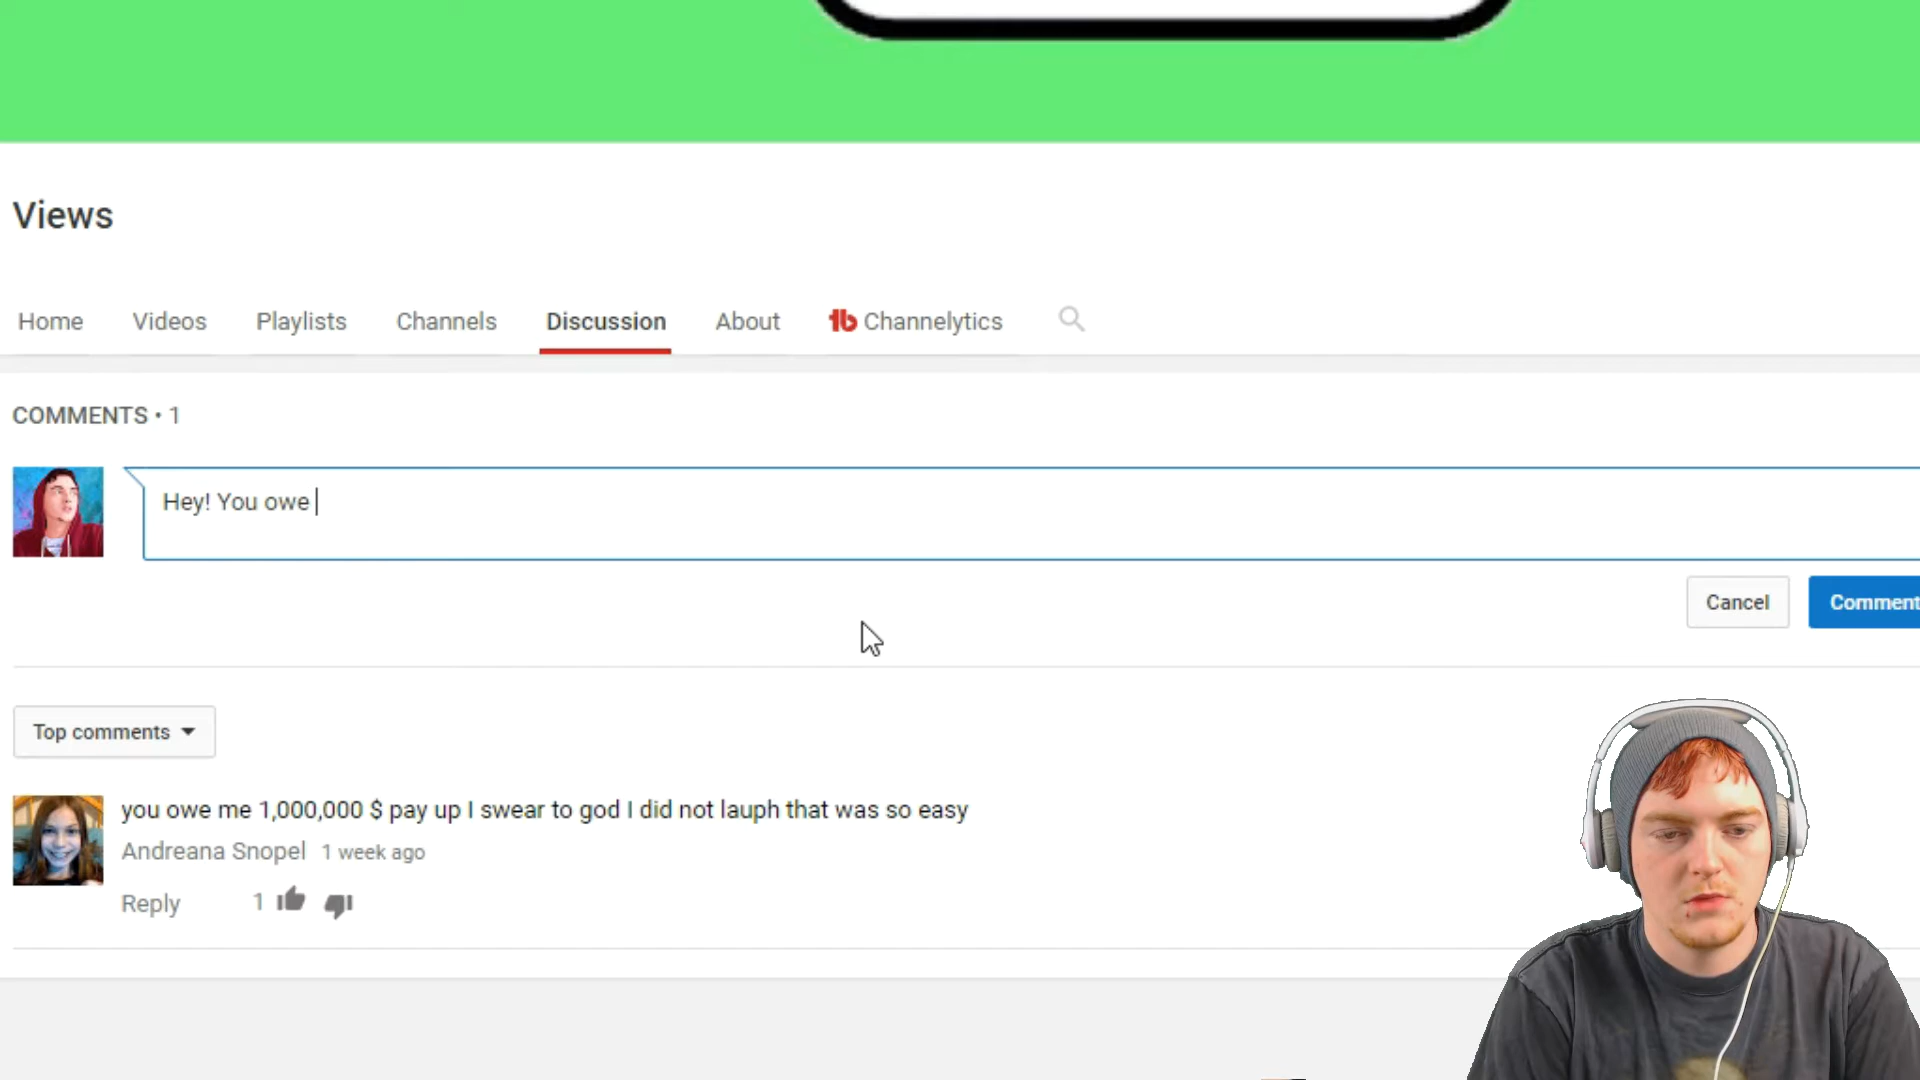 Views
Home Videos Playlists Channels Discussion About Channelytics
COMMENTS • 1
Hey! You owe
Cancel Comment
Top comments
you owe me 1,000,000 $ pay up I swear to god I did not lauph that was so easy
Andreana Snopel 1 week ago
Reply 1